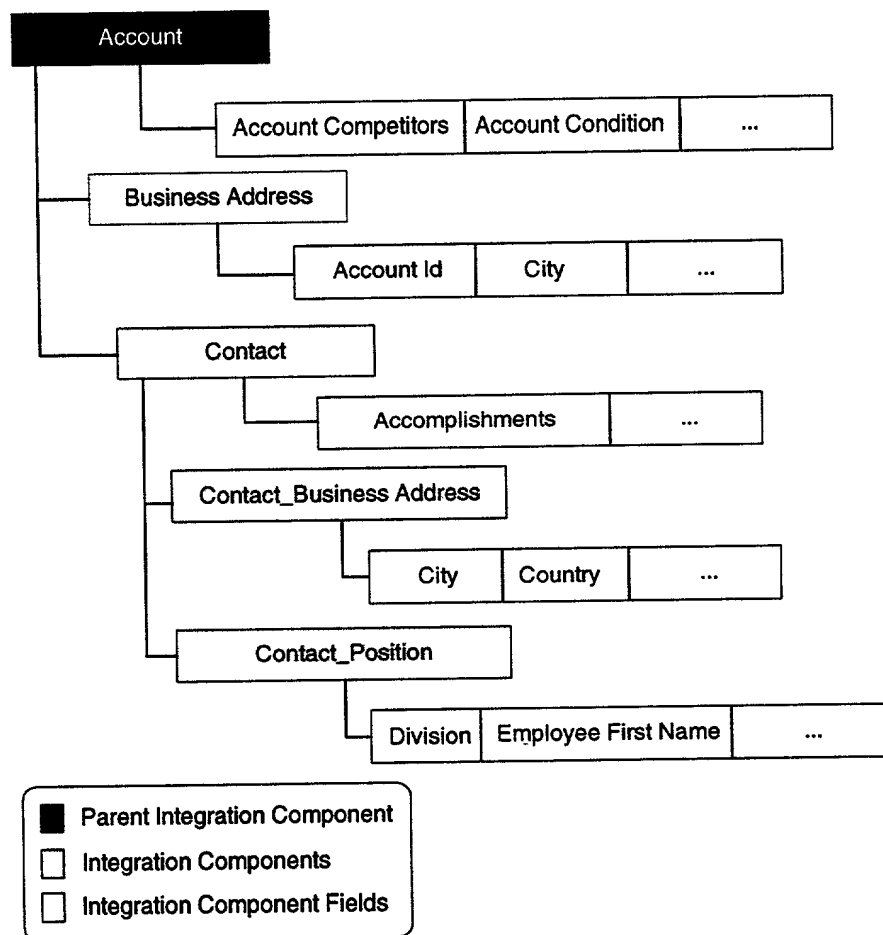 Account
Account Competitors Account Condition ...
Business Address
Account Id City ...
Contact
Accomplishments ...
Contact_Business Address
City Country ...
Contact_Position
Division Employee First Name ...
Parent Integration Component
Integration Components
Integration Component Fields